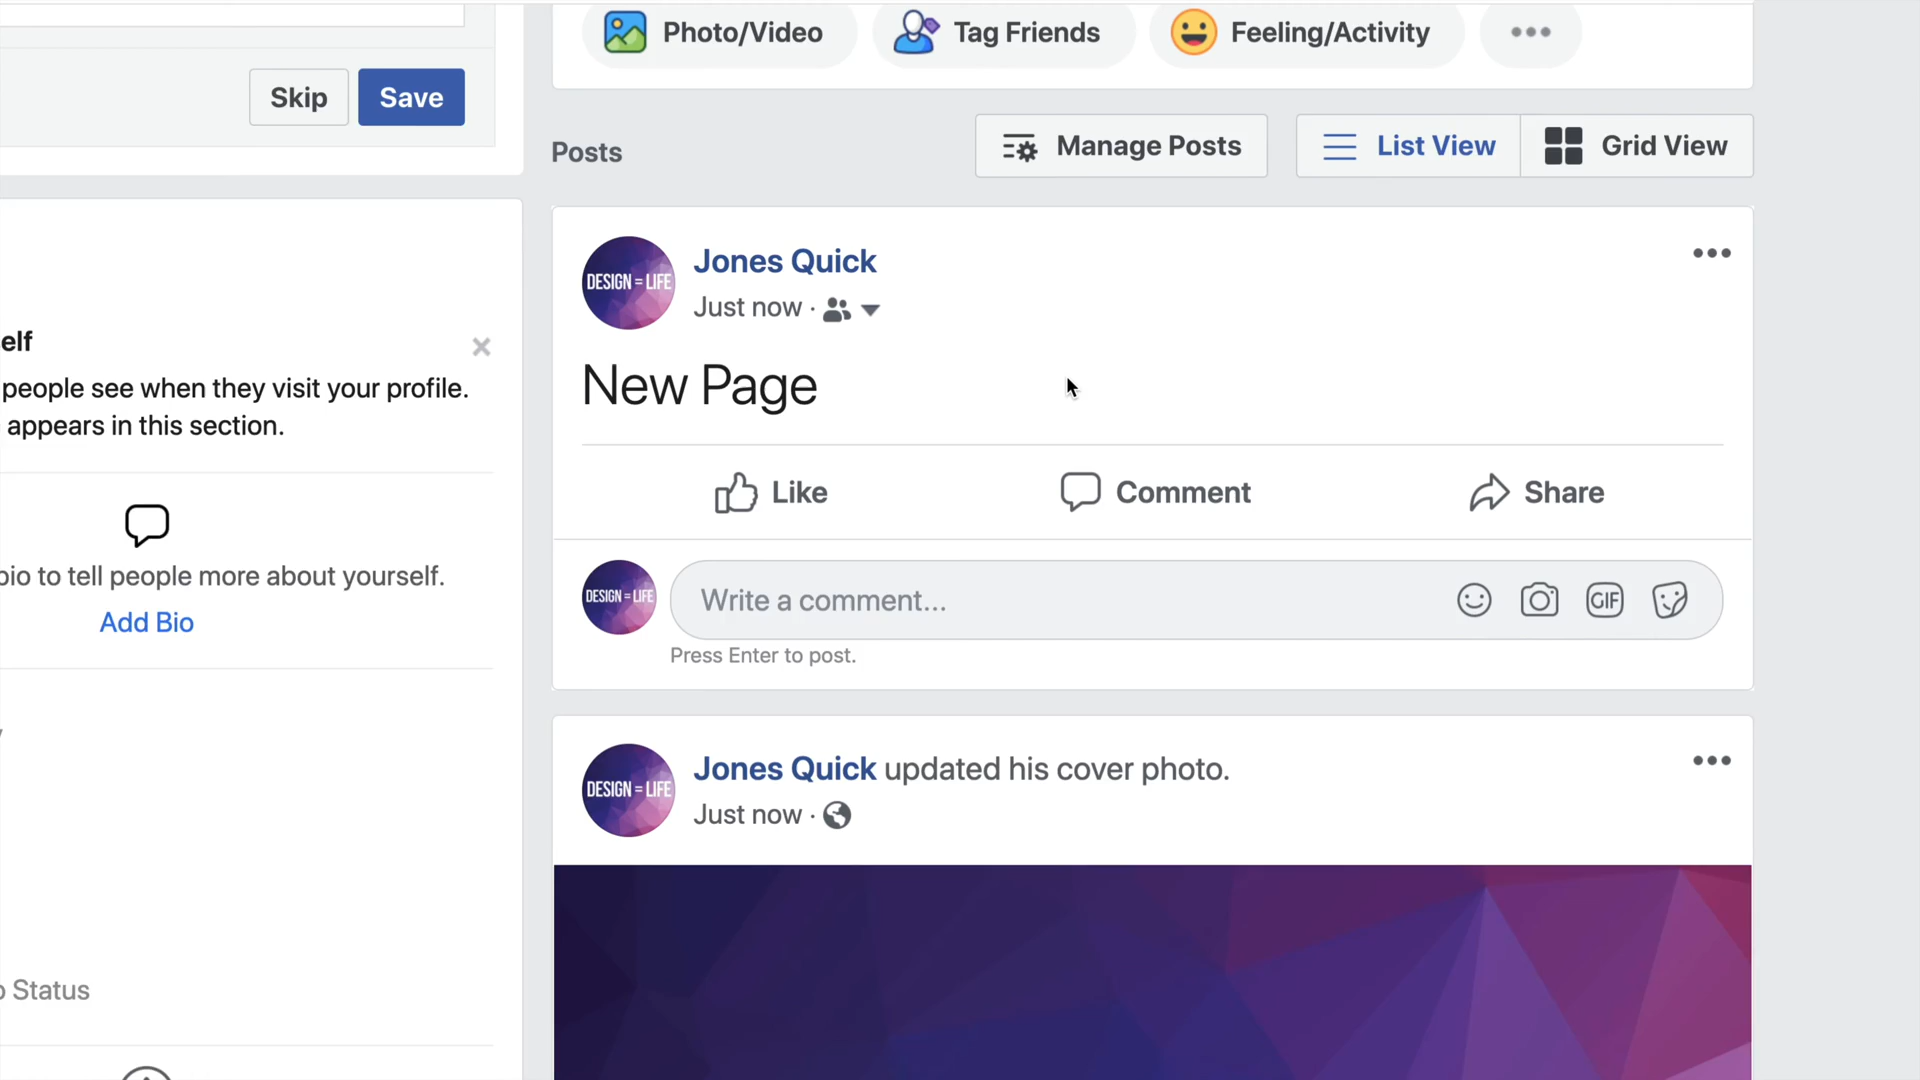 Photo/Video
Tag Friends
Feeling/Activity
Skip
Save
Posts
Manage Posts
List View
Grid View
elf
people see when they visit your profile.
appears in this section.
bio to tell people more about yourself.
Add Bio
Status
DESIGN = LIFE
Jones Quick
Just now ·
New Page
Like
Comment
Share
DESIGN = LIFE
Write a comment...
GIF
Press Enter to post.
DESIGN = LIFE
Jones Quick updated his cover photo.
Just now ·